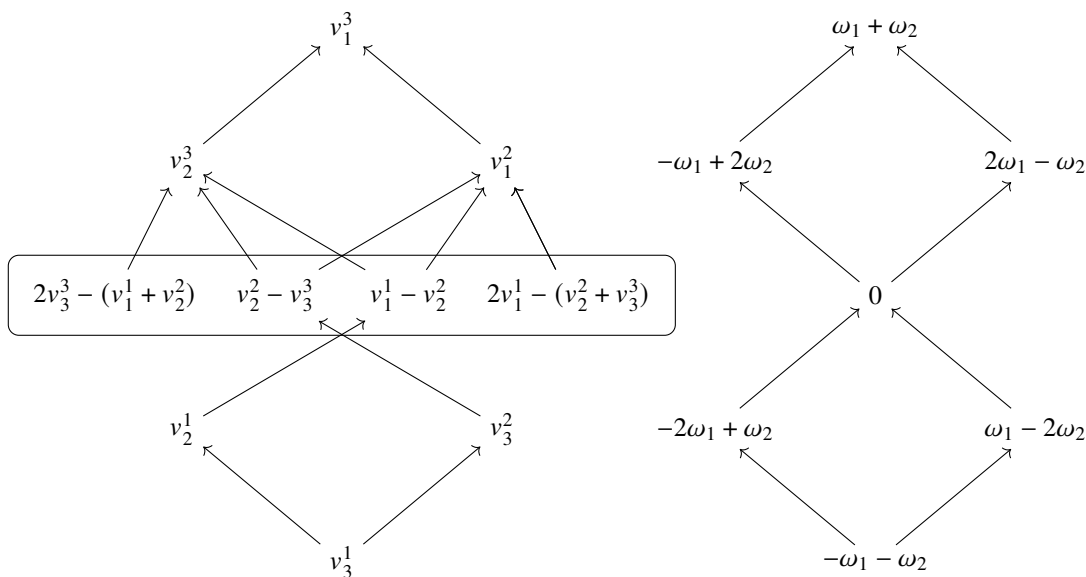 v_1^3 ω_1 + ω_2
v_2^3 v_1^2 −ω_1 + 2ω_2 2ω_1 − ω_2
2v_3^3 − (v_1^1 + v_2^2) v_2^2 − v_3^3 v_1^1 − v_2^2 2v_1^1 − (v_2^2 + v_3^3) 0
v_2^1 v_3^2 −2ω_1 + ω_2 ω_1 − 2ω_2
v_3^1 −ω_1 − ω_2